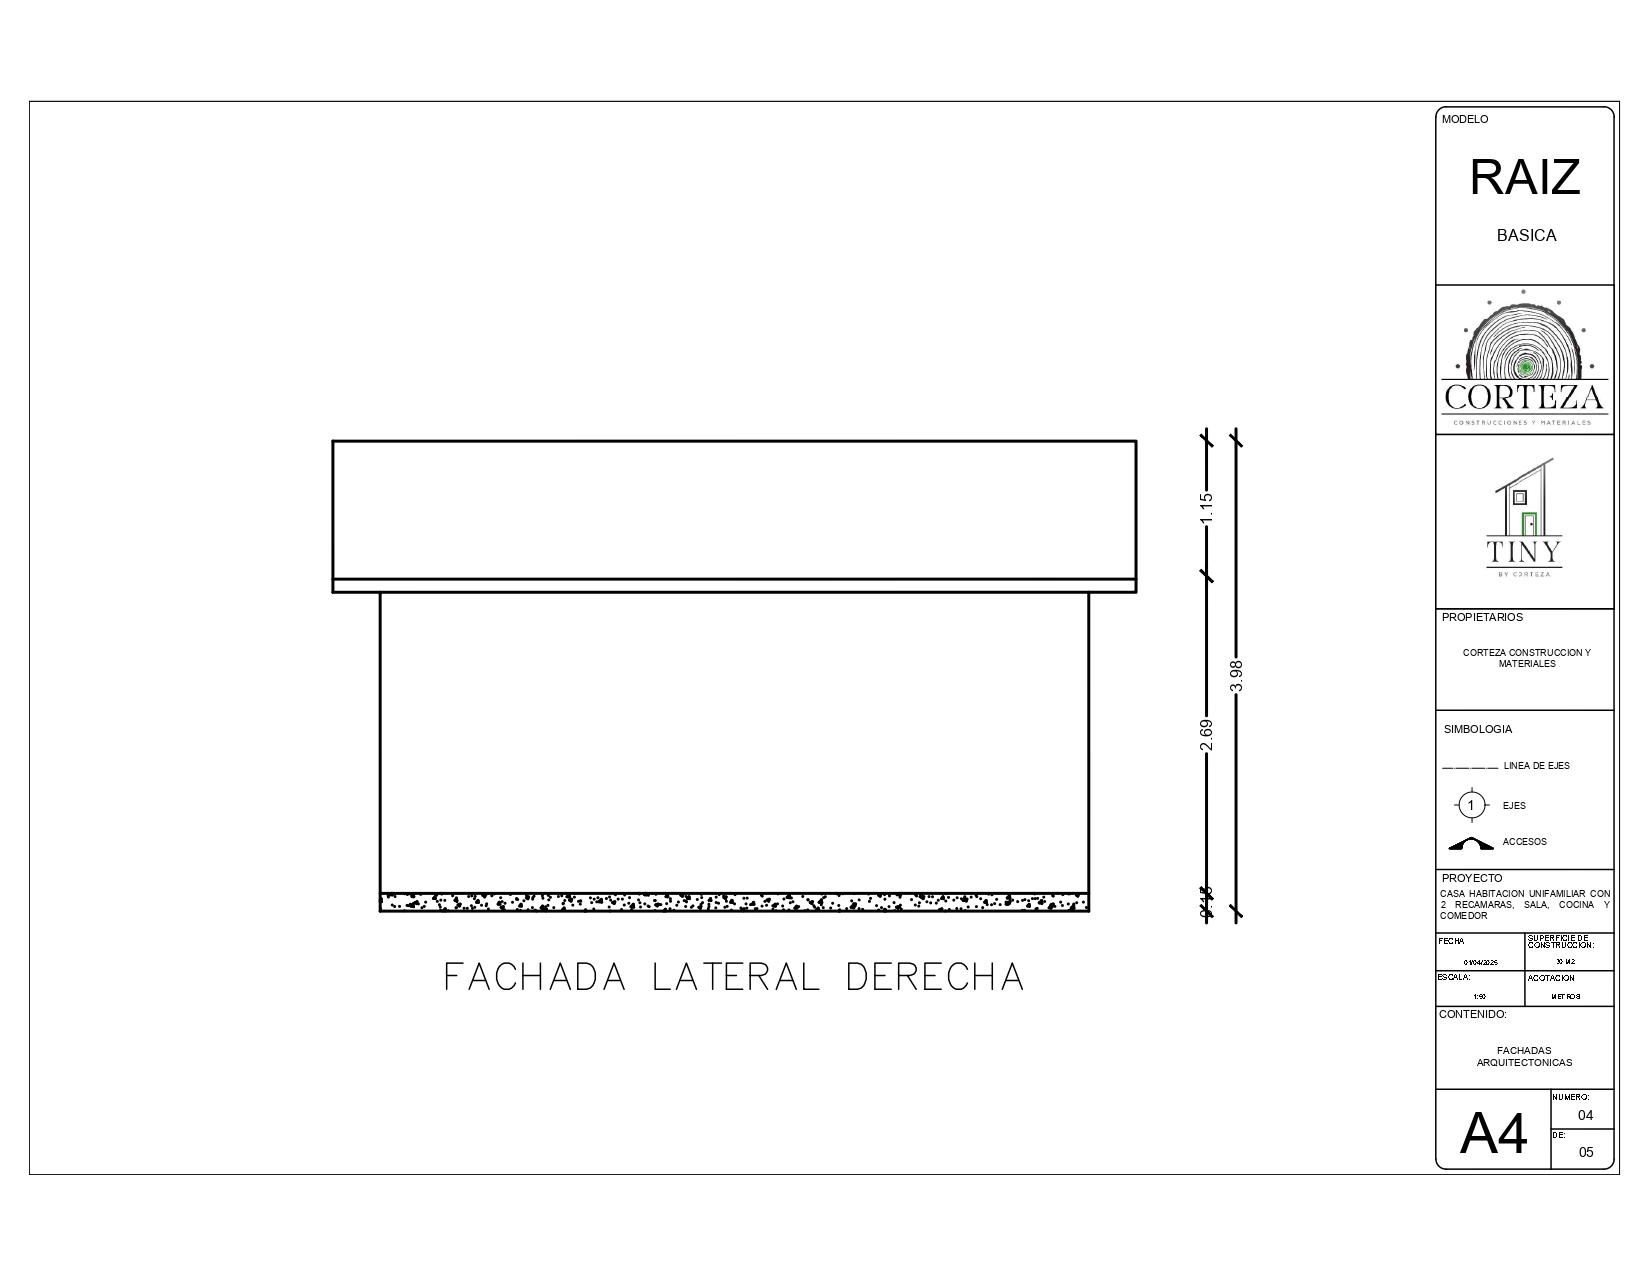 MODELO
RAIZ
BASICA
CORTEZA
CONSTRUCCIONES Y MATERIALES
TINY
BY CORTEZA
PROPIETARIOS
CORTEZA CONSTRUCCION Y
MATERIALES
SIMBOLOGIA
LINEA DE EJES
1
EJES
ACCESOS
PROYECTO
CASA HABITACION UNIFAMILIAR CON
2 RECAMARAS, SALA, COCINA Y
COMEDOR
FECHA
01/04/2025
SUPERFICIE DE
CONSTRUCCION:
30 M2
ESCALA:
1:50
ACOTACION
METROS
CONTENIDO:
FACHADAS
ARQUITECTONICAS
A4
NUMERO:
04
DE:
05
1.15
2.69
0.15
3.98
FACHADA LATERAL DERECHA